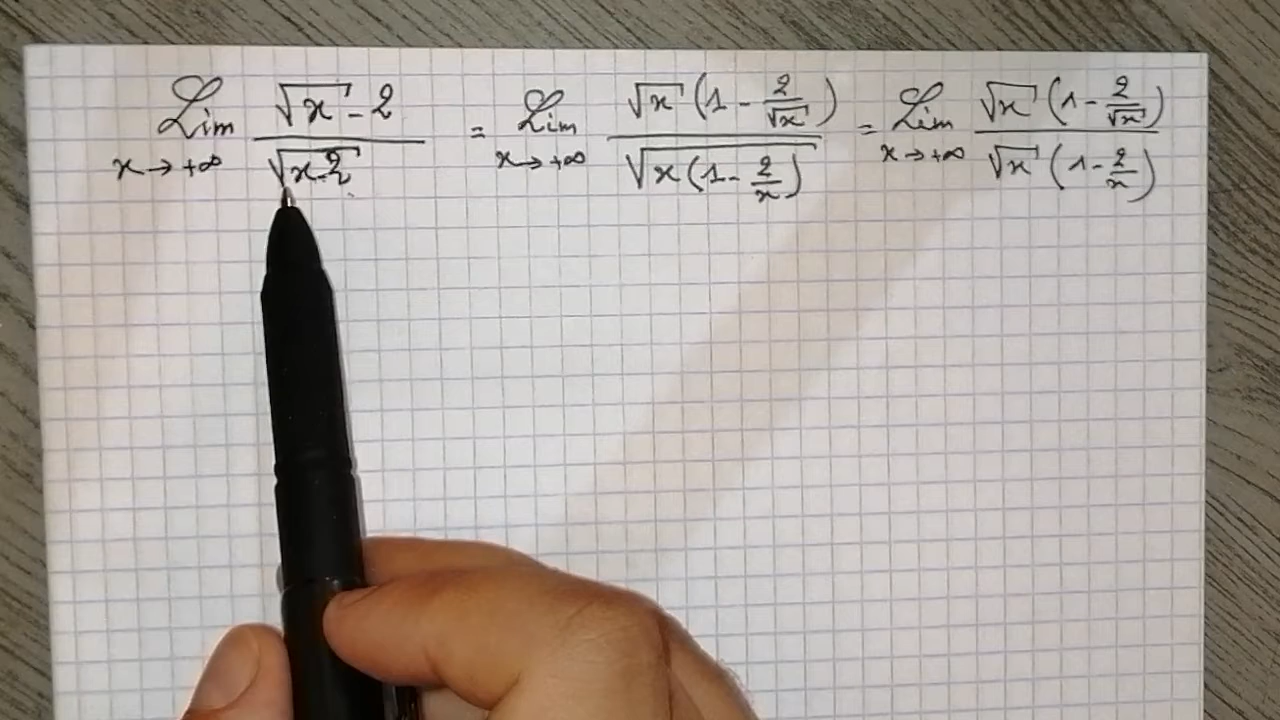 Lim x→+∞ (√x - 2)/(√(x-2)) = Lim x→+∞ (√x (1 - 2/√x))/(√(x(1 - 2/x))) = Lim x→+∞ (√x (1 - 2/√x))/(√x (1 - 2/x))